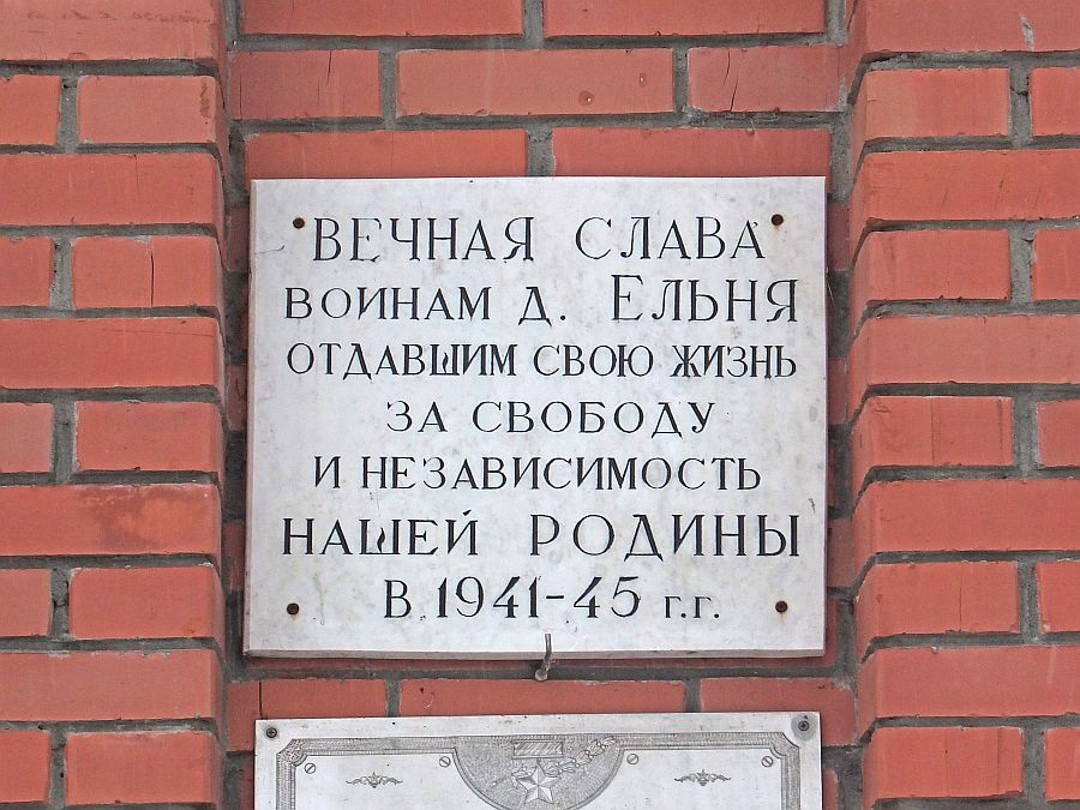 ВЕЧНАЯ СЛАВА
ВОИНАМ Д. ЕЛЬНЯ
ОТДАВШИМ СВОЮ ЖИЗНЬ
ЗА СВОБОДУ
И НЕЗАВИСИМОСТЬ
НАШЕЙ РОДИНЫ
В 1941-45 г.г.